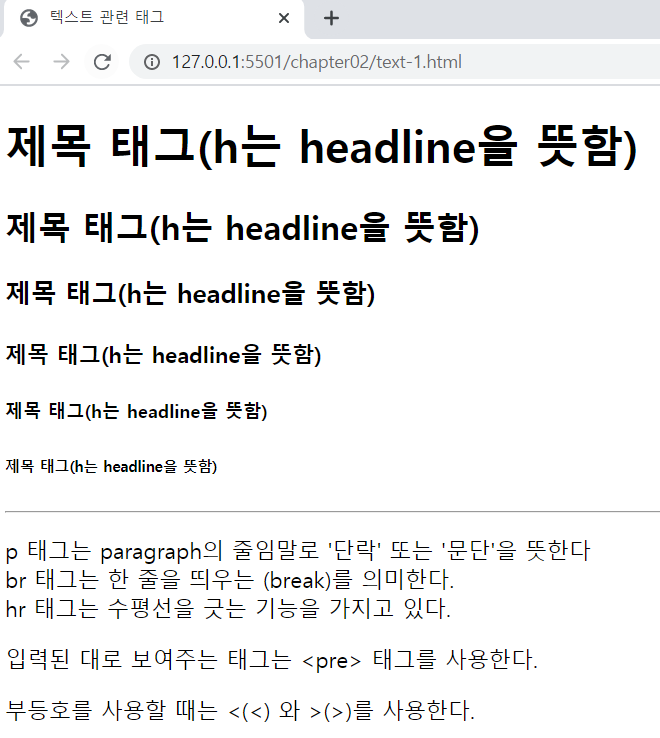 텍스트 관련 태그
127.0.0.1:5501/chapter02/text-1.html
제목 태그(h는 headline을 뜻함)
제목 태그(h는 headline을 뜻함)
제목 태그(h는 headline을 뜻함)
제목 태그(h는 headline을 뜻함)
제목 태그(h는 headline을 뜻함)
제목 태그(h는 headline을 뜻함)
p 태그는 paragraph의 줄임말로 '단락' 또는 '문단'을 뜻한다
br 태그는 한 줄을 띄우는 (break)를 의미한다.
hr 태그는 수평선을 긋는 기능을 가지고 있다.
입력된 대로 보여주는 태그는 <pre> 태그를 사용한다.
부등호를 사용할 때는 <(<) 와 >(>)를 사용한다.